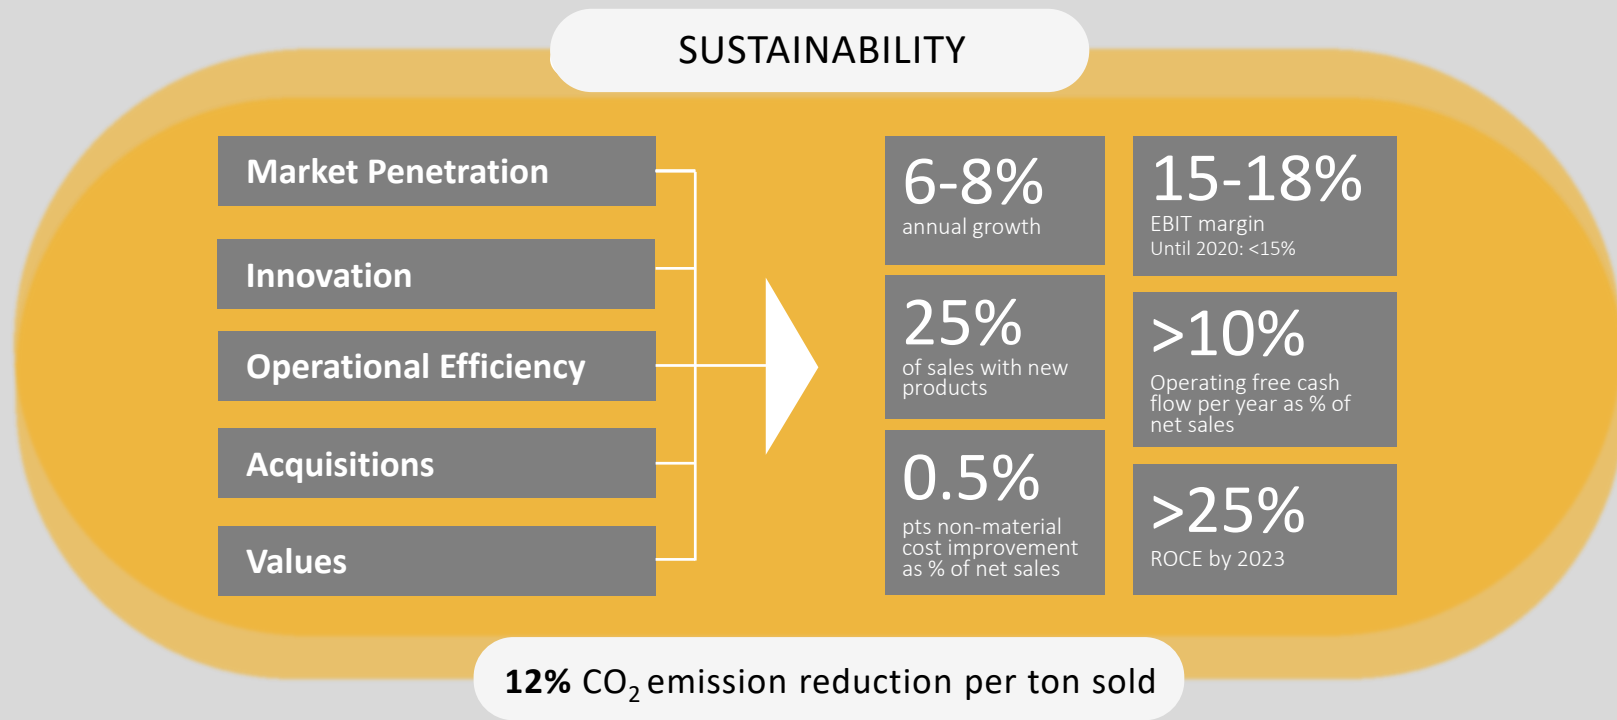 SUSTAINABILITY
Market Penetration
Innovation
Operational Efficiency
Acquisitions
Values
6-8%
annual growth
25%
of sales with new
products
0.5%
pts non-material
cost improvement
as % of net sales
15-18%
EBIT margin
Until 2020: <15%
>10%
Operating free cash
flow per year as % of
net sales
>25%
ROCE by 2023
12% CO₂ emission reduction per ton sold